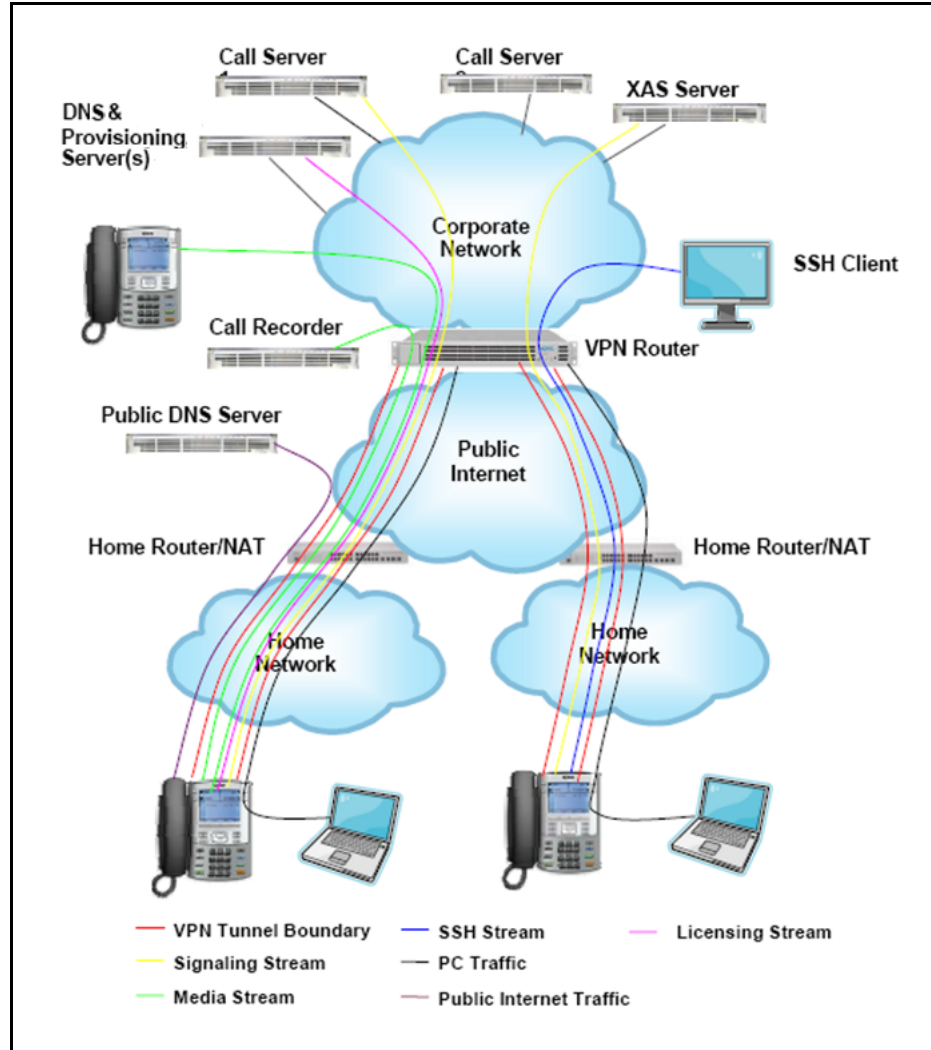 Call Server
Call Server
XAS Server
DNS &
Provisioning
Server(s)
Corporate
Network
SSH Client
Call Recorder
VPN Router
Public DNS Server
Public
Internet
Home Router/NAT
Home Router/NAT
Home
Network
Home
Network
VPN Tunnel Boundary
SSH Stream
Licensing Stream
Signaling Stream
PC Traffic
Media Stream
Public Internet Traffic